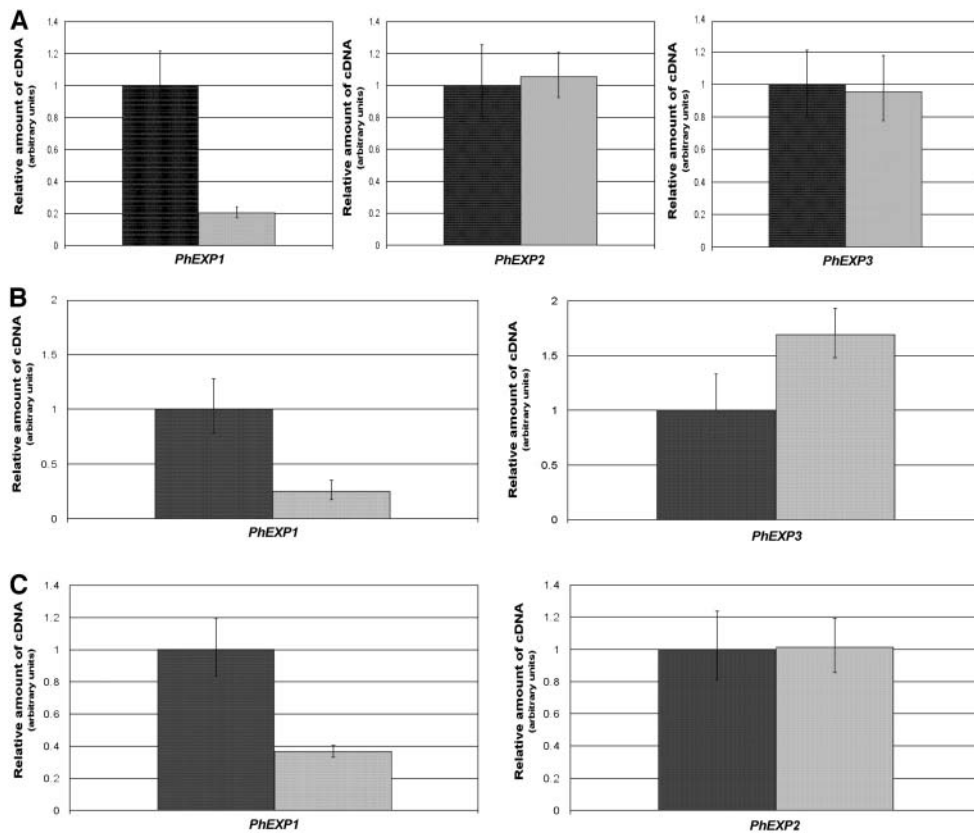 A
Relative amount of cDNA
(arbitrary units)
1.4
1.2
1
0.8
0.6
0.4
0.2
0
PhEXP1
Relative amount of cDNA
(arbitrary units)
1.4
1.2
1
0.8
0.6
0.4
0.2
0
PhEXP2
Relative amount of cDNA
(arbitrary units)
1.4
1.2
1
0.8
0.6
0.4
0.2
0
PhEXP3
B
Relative amount of cDNA
(arbitrary units)
2
1.5
1
0.5
0
PhEXP1
Relative amount of cDNA
(arbitrary units)
2
1.5
1
0.5
0
PhEXP3
C
Relative amount of cDNA
(arbitrary units)
1.4
1.2
1
0.8
0.6
0.4
0.2
0
PhEXP1
Relative amount of cDNA
(arbitrary units)
1.4
1.2
1
0.8
0.6
0.4
0.2
0
PhEXP2